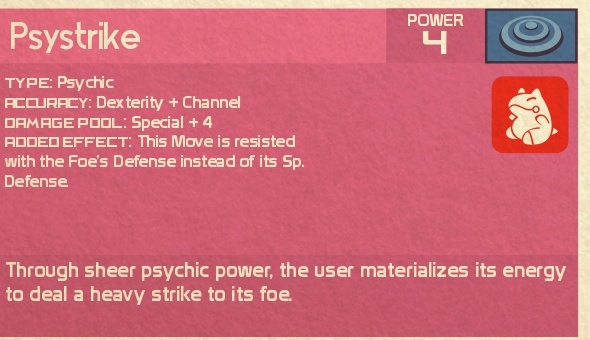 Psystrike
POWER
4
TYPE: Psychic
ACCURACY: Dexterity + Channel
DAMAGE POOL: Special + 4
ADDED EFFECT: This Move is resisted
with the Foe's Defense instead of its Sp.
Defense.
Through sheer psychic power, the user materializes its energy
to deal a heavy strike to its foe.